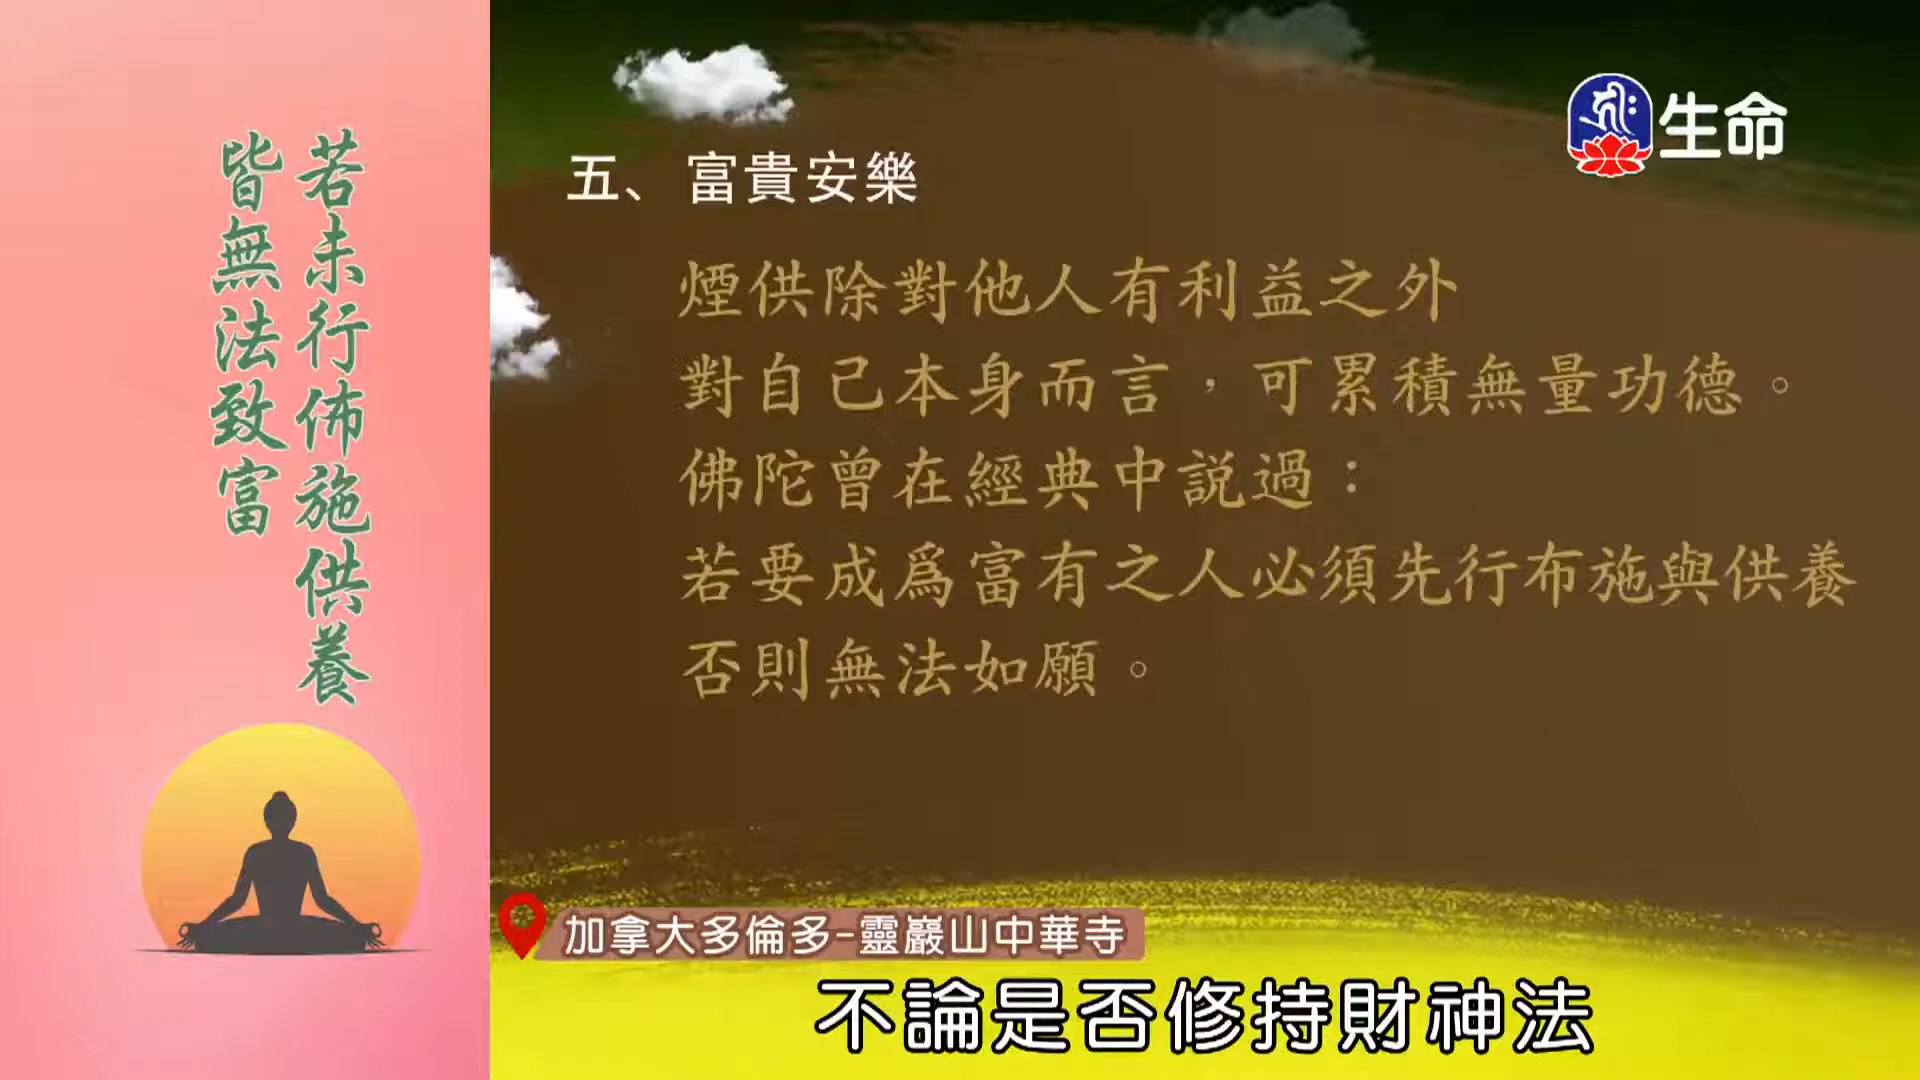 若未行佈施供養
皆無法致富
生命
五、富貴安樂
煙供除對他人有利益之外
對自己本身而言，可累積無量功德。
佛陀曾在經典中説過：
若要成爲富有之人必須先行布施與供養
否則無法如願。
加拿大多倫多-靈巖山中華寺
不論是否修持財神法